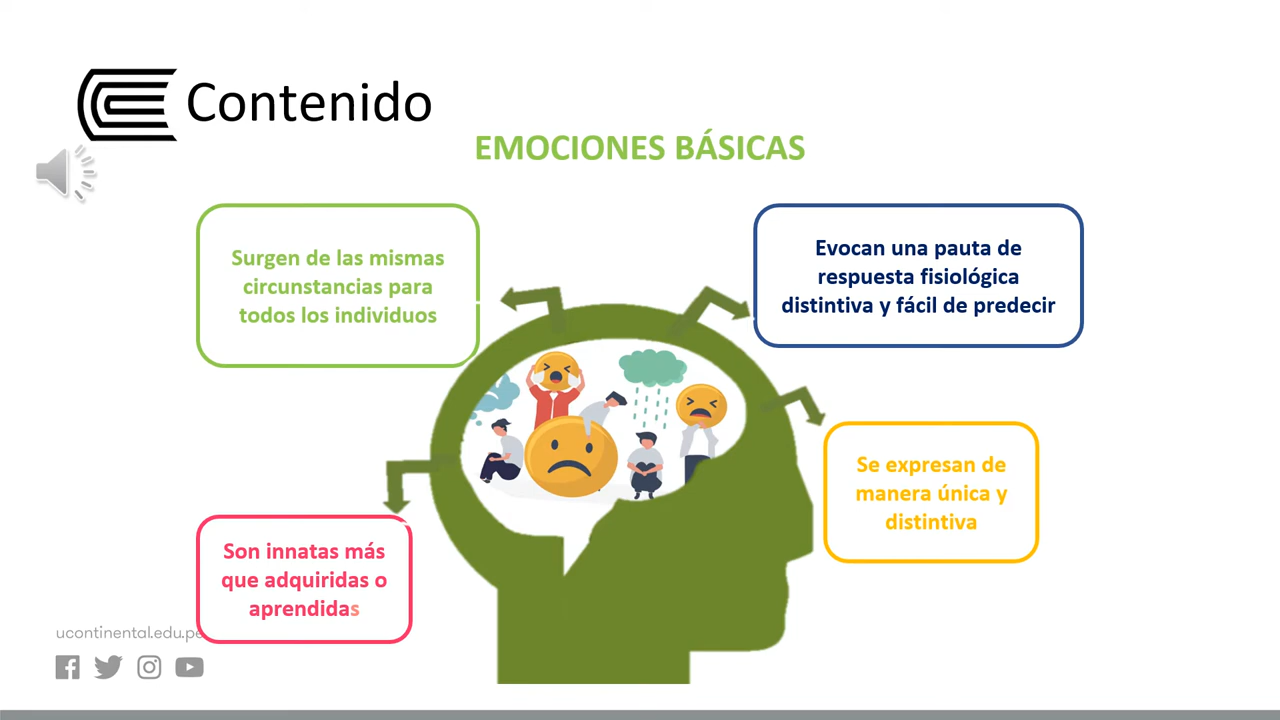 Contenido
EMOCIONES BÁSICAS
Surgen de las mismas
circunstancias para
todos los individuos
Evocan una pauta de
respuesta fisiológica
distintiva y fácil de predecir
Se expresan de
manera única y
distintiva
Son innatas más
que adquiridas o
aprendidas
ucontinental.edu.pe